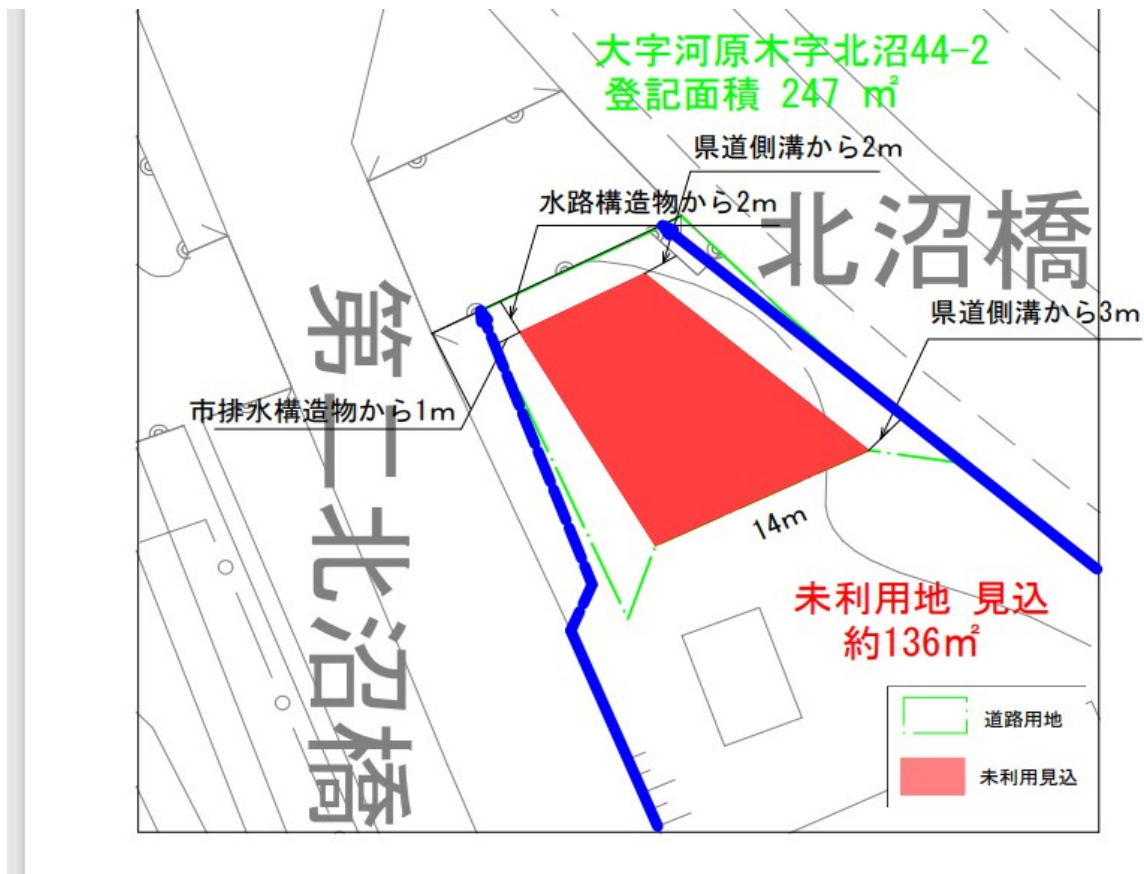 大字河原木字北沼44-2
登記面積 247 ㎡
県道側溝から2m
水路構造物から2m
北沼橋
県道側溝から3m
第二北沼橋
市排水構造物から1m
14m
未利用地 見込
約136㎡
道路用地
未利用見込